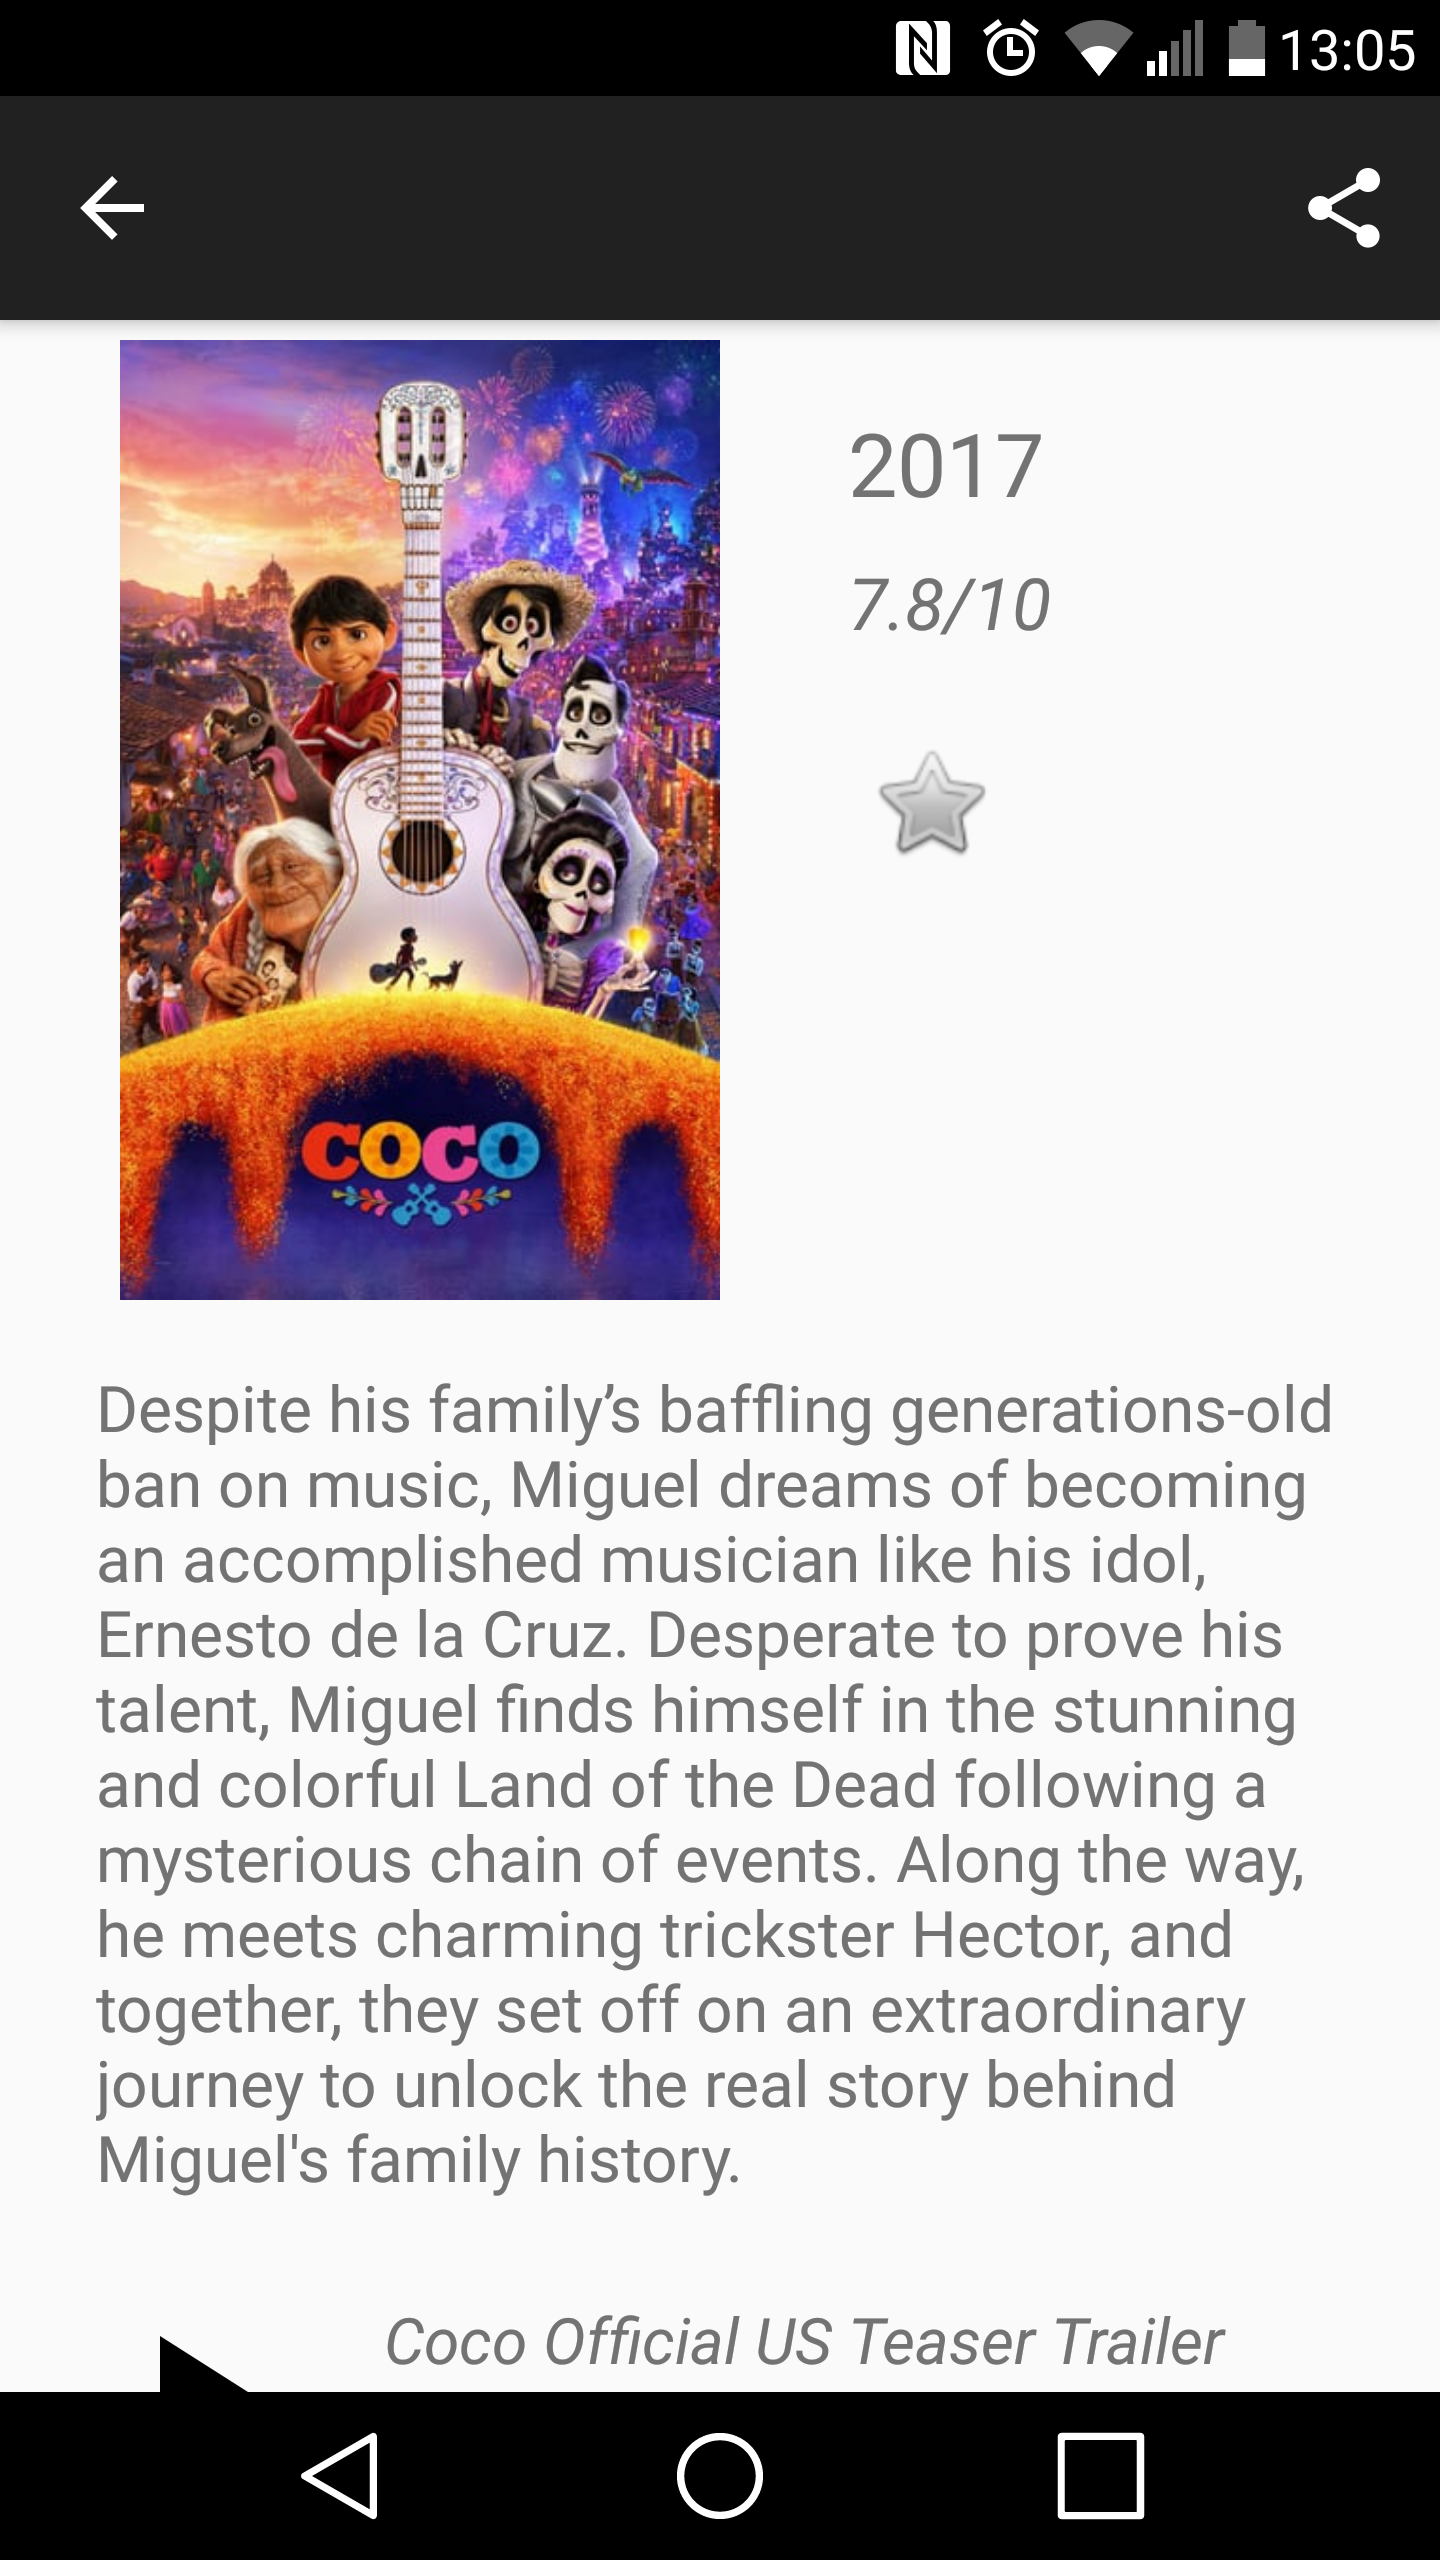 13:05
2017
7.8/10
COCO
Despite his family’s baffling generations-old
ban on music, Miguel dreams of becoming
an accomplished musician like his idol,
Ernesto de la Cruz. Desperate to prove his
talent, Miguel finds himself in the stunning
and colorful Land of the Dead following a
mysterious chain of events. Along the way,
he meets charming trickster Hector, and
together, they set off on an extraordinary
journey to unlock the real story behind
Miguel's family history.
Coco Official US Teaser Trailer